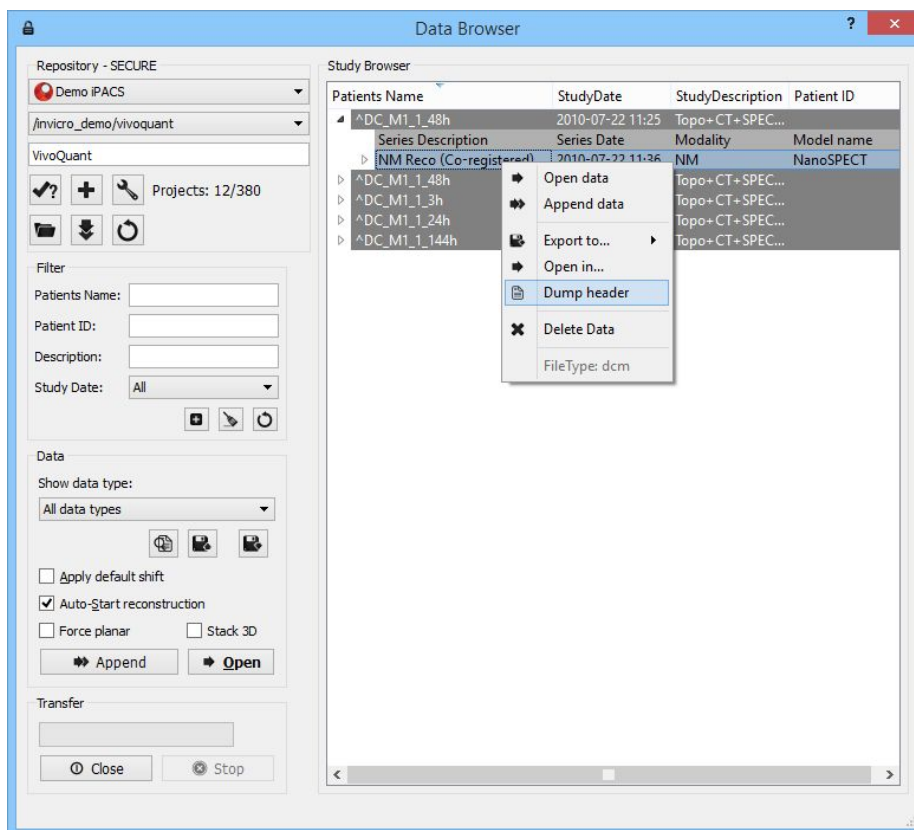 Data Browser
?
Repository - SECURE
Demo iPACS
/invicro_demo/vivoquant
VivoQuant
Projects: 12/380
Filter
Patients Name:
Patient ID:
Description:
Study Date: All
Data
Show data type:
All data types
Apply default shift
Auto-Start reconstruction
Force planar Stack 3D
Append Open
Transfer
Close Stop
Study Browser
Patients Name StudyDate StudyDescription Patient ID
^DC_M1_1_48h 2010-07-22 11:25 Topo+CT+SPEC...
Series Description Series Date Modality Model name
NM Reco (Co-registered) 2010-07-22 11:36 NM NanoSPECT
^DC_M1_1_48h Topo+CT+SPEC...
^DC_M1_1_3h Topo+CT+SPEC...
^DC_M1_1_24h Topo+CT+SPEC...
^DC_M1_1_144h Topo+CT+SPEC...
Open data
Append data
Export to...
Open in...
Dump header
Delete Data
FileType: dcm